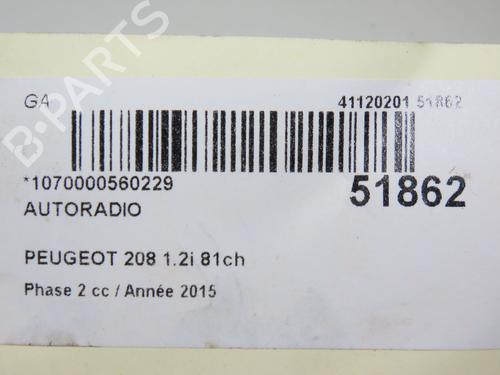 GA
41120201 51862
*1070000560229
51862
AUTORADIO
PEUGEOT 208 1.2i 81ch
Phase 2 cc / Année 2015
B-PARTS